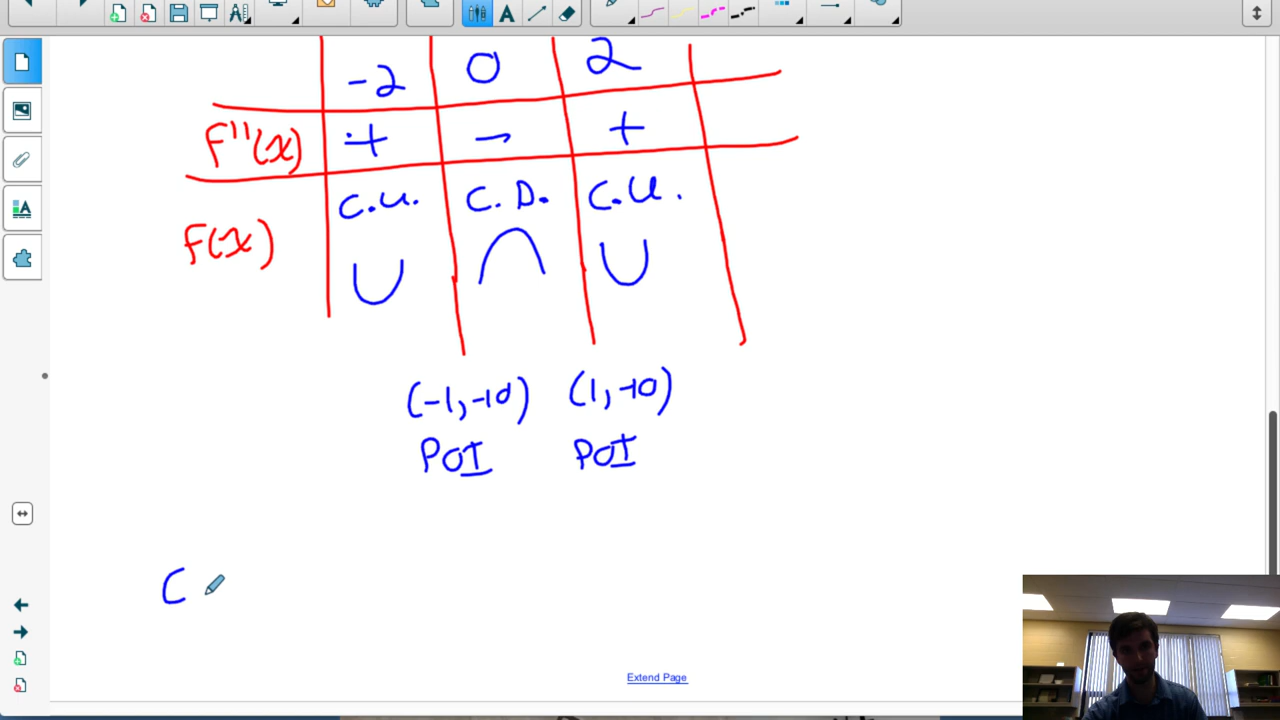 -2 0 2
F''(x) + - +
C.U. C.D. C.U.
F(x)
(-1,-10) (1,-10)
POI POI
C
Extend Page